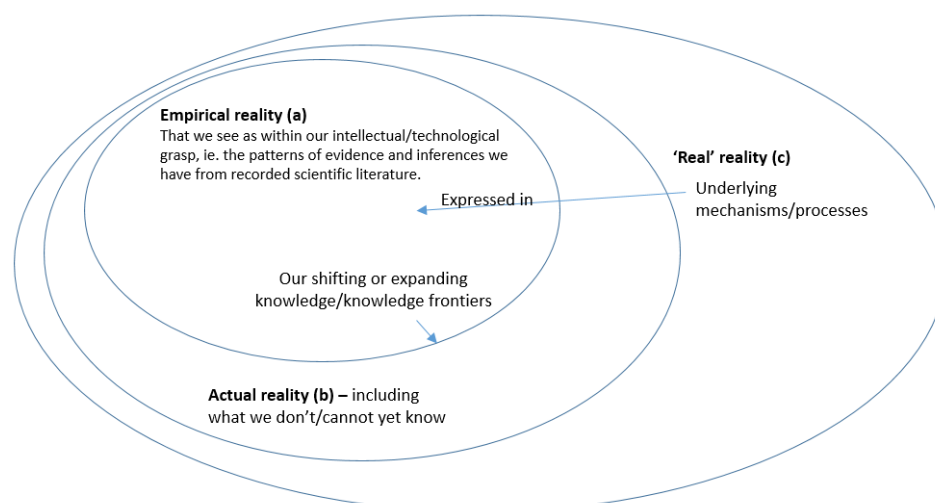 Empirical reality (a)
That we see as within our intellectual/technological
grasp, ie. the patterns of evidence and inferences we
have from recorded scientific literature.
‘Real’ reality (c)
Underlying
mechanisms/processes
Expressed in
Our shifting or expanding
knowledge/knowledge frontiers
Actual reality (b) – including
what we don’t/cannot yet know